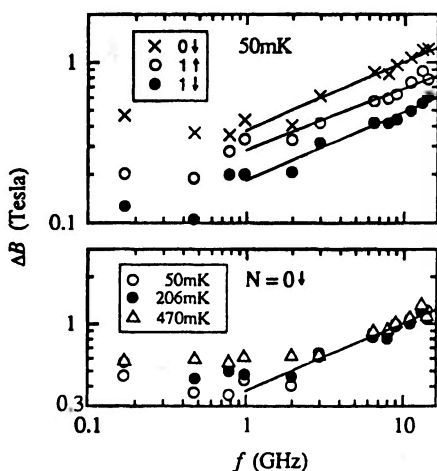 × 0↓
○ 1↑
● 1↓
50mK
1
0.1
ΔB (Tesla)
○ 50mK
● 206mK
△ 470mK
N = 0↓
1
0.3
0.1 1 10
f (GHz)